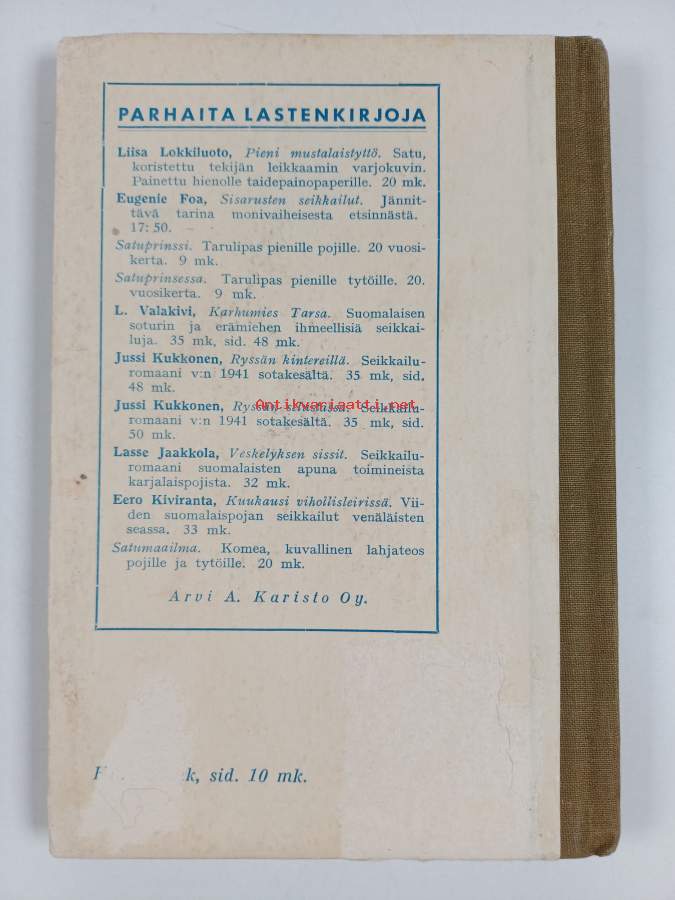 PARHAITA LASTENKIRJOJA
Liisa Lokkiluoto, Pieni mustalaistyttö. Satu,
koristettu tekijän leikkaamin varjokuvin.
Painettu hienolle taidepainopaperille. 20 mk.
Eugenie Foa, Sisarusten seikkailut. Jännit-
tävä tarina monivaiheisesta etsinnästä.
17: 50.
Satuprinssi. Tarulipas pienille pojille. 20 vuosi-
kerta. 9 mk.
Satuprinsessa. Tarulipas pienille tytöille. 20.
vuosikerta. 9 mk.
L. Valakivi, Karhumies Tarsa. Suomalaisen
soturin ja erämiehen ihmeellisiä seikkai-
luja. 35 mk, sid. 48 mk.
Jussi Kukkonen, Ryssän kintereillä. Seikkailu-
romaani v:n 1941 sotakesältä. 35 mk, sid.
48 mk.
Antikvariaatti.net
Jussi Kukkonen, Ryssän Seikkailu-
romaani v:n 1941 sotakesältä. 35 mk, sid.
50 mk.
Lasse Jaakkola, Veskelyksen sissit. Seikkailu-
romaani suomalaisten apuna toimineista
karjalaispojista. 32 mk.
Eero Kiviranta, Kuukausi vihollisleirissä. Vii-
den suomalaispojan seikkailut venäläisten
seassa. 33 mk.
Satumaailma. Komea, kuvallinen lahjateos
pojille ja tytöille. 20 mk.
Arvi A. Karisto Oy.
sid. 10 mk.